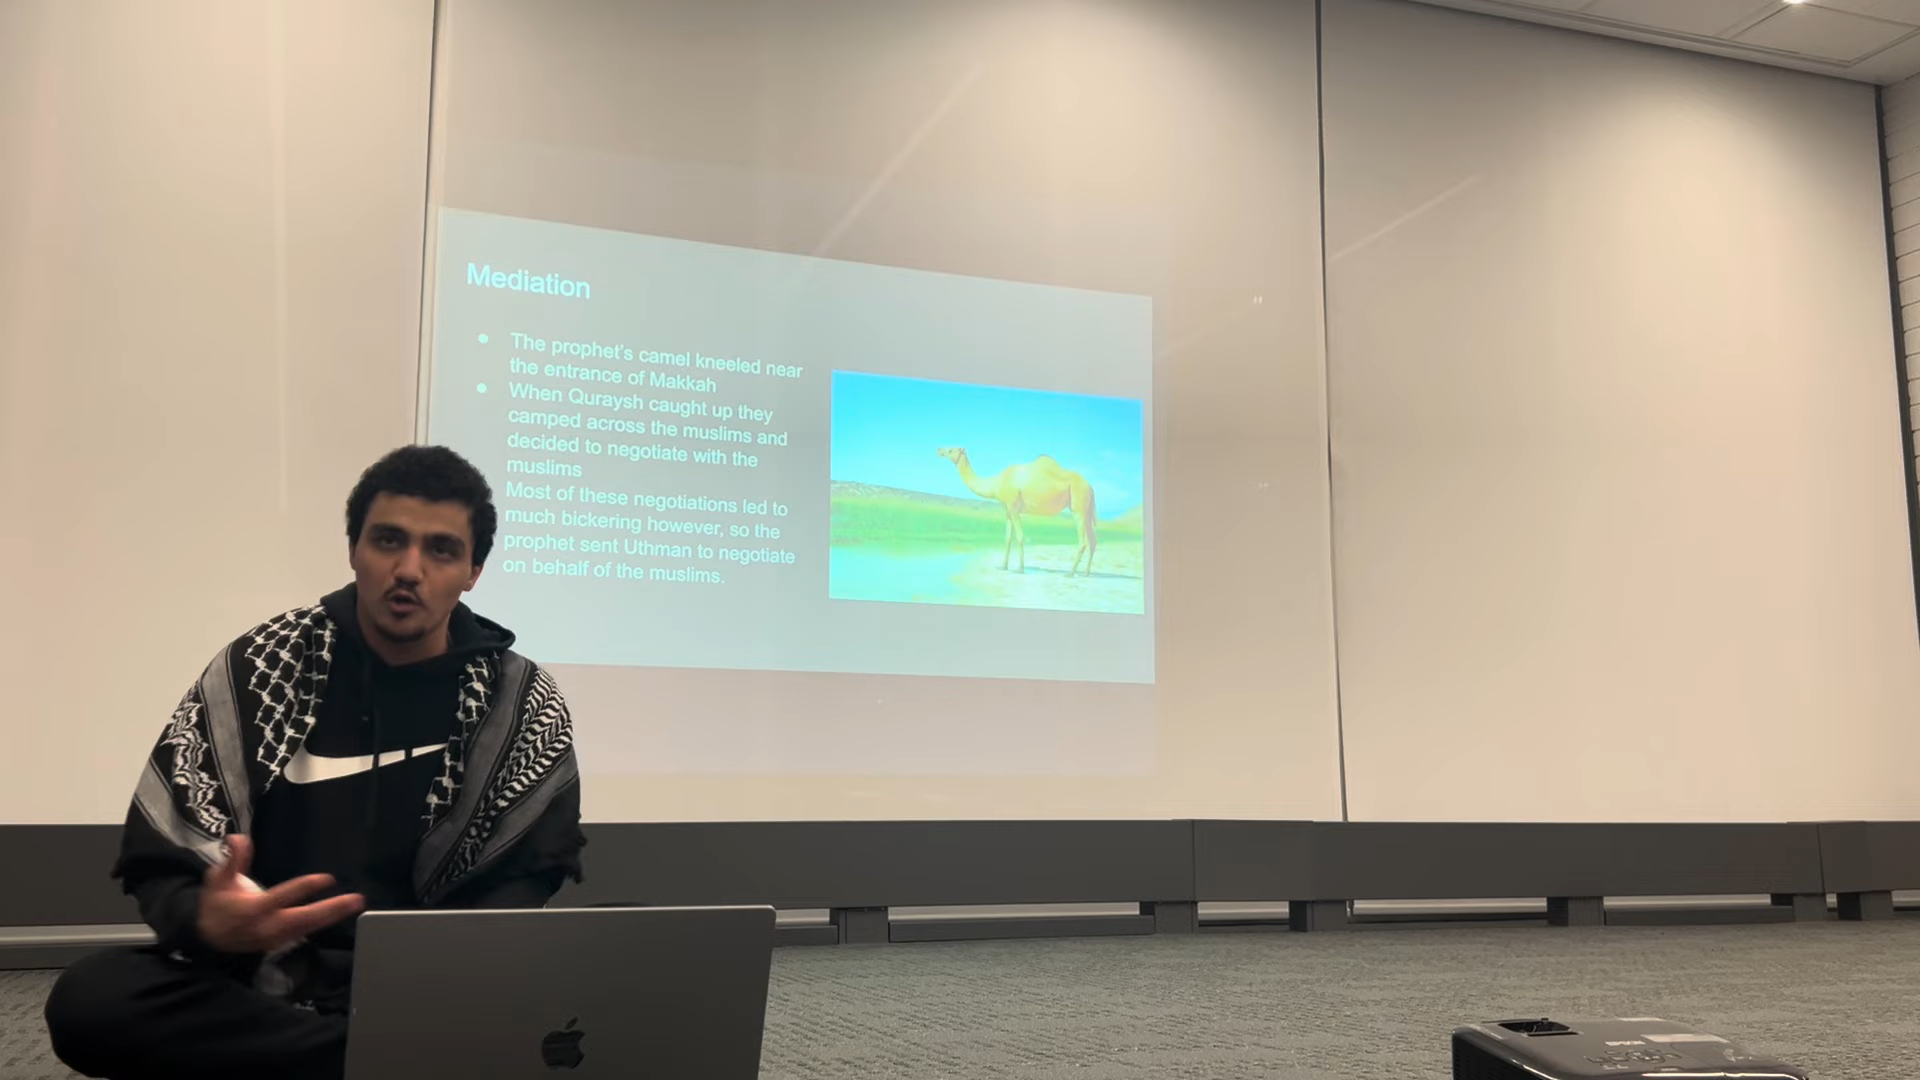 Mediation
The prophet's camel kneeled near
the entrance of Makkah
When Quraysh caught up they
camped across the muslims and
decided to negotiate with the
muslims
Most of these negotiations led to
much bickering however, so the
prophet sent Uthman to negotiate
on behalf of the muslims.
EPSON